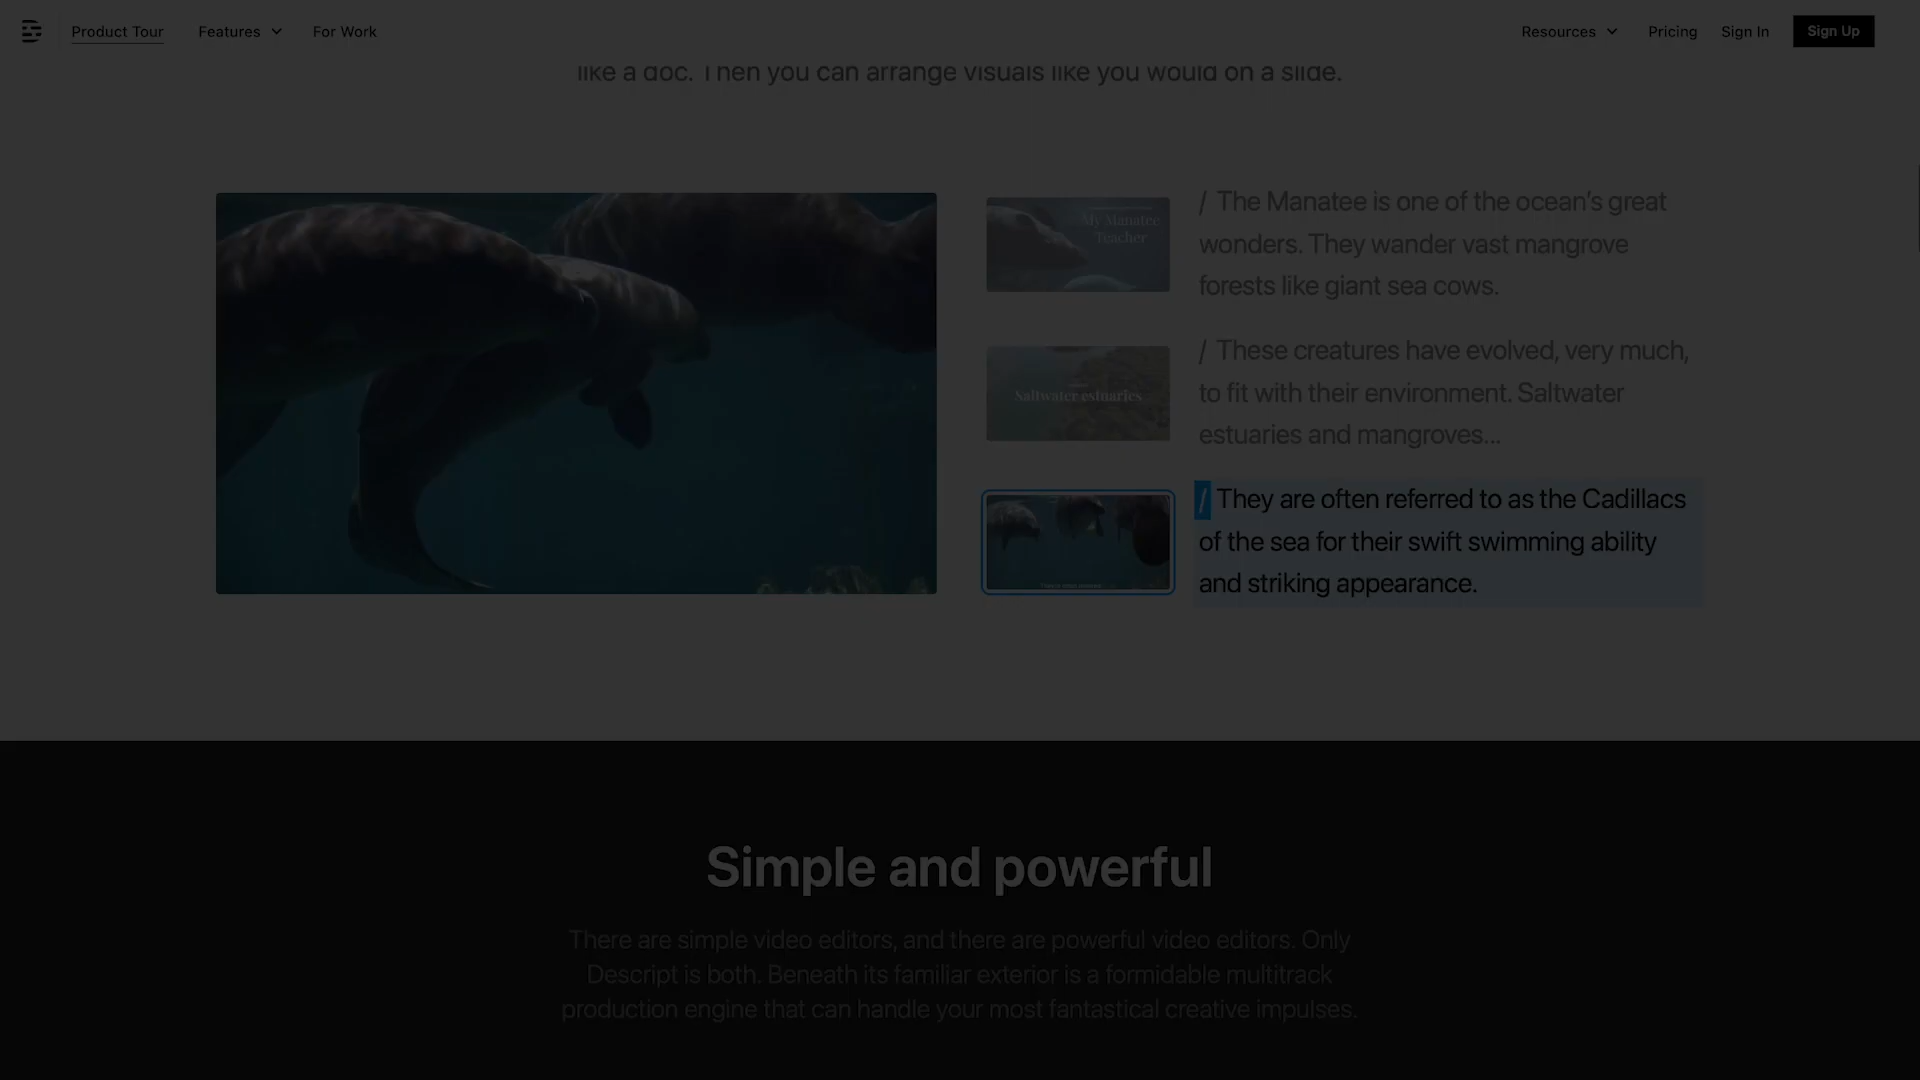 Product Tour
Features
For Work
Resources
Pricing
Sign In
Sign Up
like a doc. Then you can arrange visuals like you would on a slide.
My Manatee
Teacher
/ The Manatee is one of the ocean’s great
wonders. They wander vast mangrove
forests like giant sea cows.
Saltwater estuaries
/ These creatures have evolved, very much,
to fit with their environment. Saltwater
estuaries and mangroves...
/ They are often referred to as the Cadillacs
of the sea for their swift swimming ability
and striking appearance.
Simple and powerful
There are simple video editors, and there are powerful video editors. Only
Descript is both. Beneath its familiar exterior is a formidable multitrack
production engine that can handle your most fantastical creative impulses.